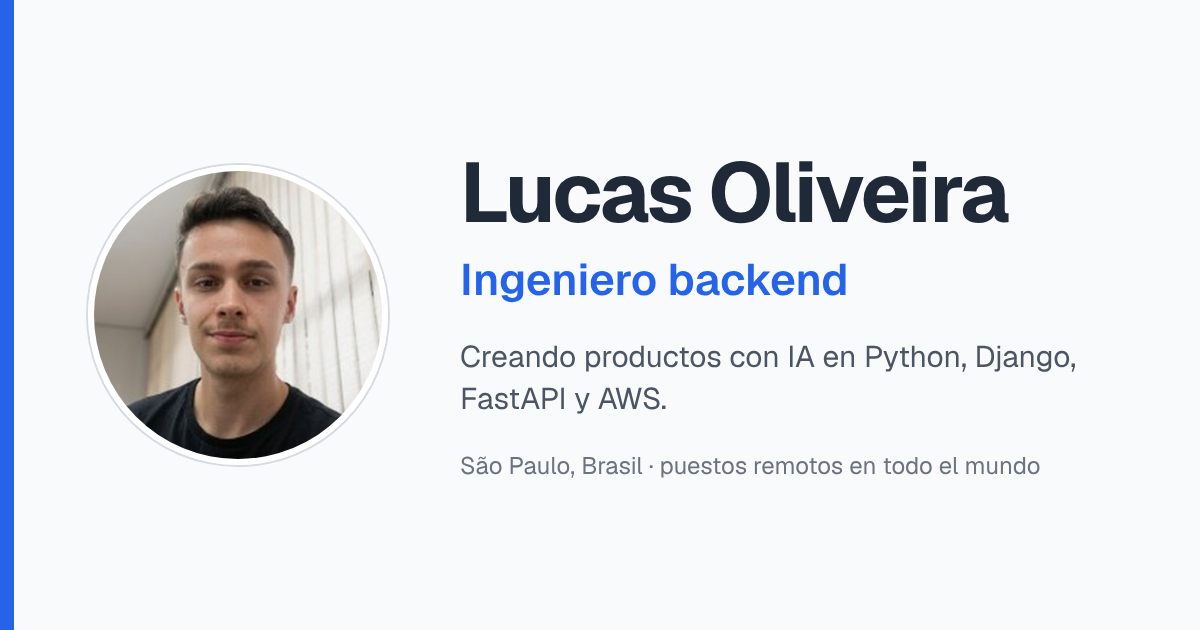 Lucas Oliveira
Ingeniero backend
Creando productos con IA en Python, Django,
FastAPI y AWS.
São Paulo, Brasil · puestos remotos en todo el mundo